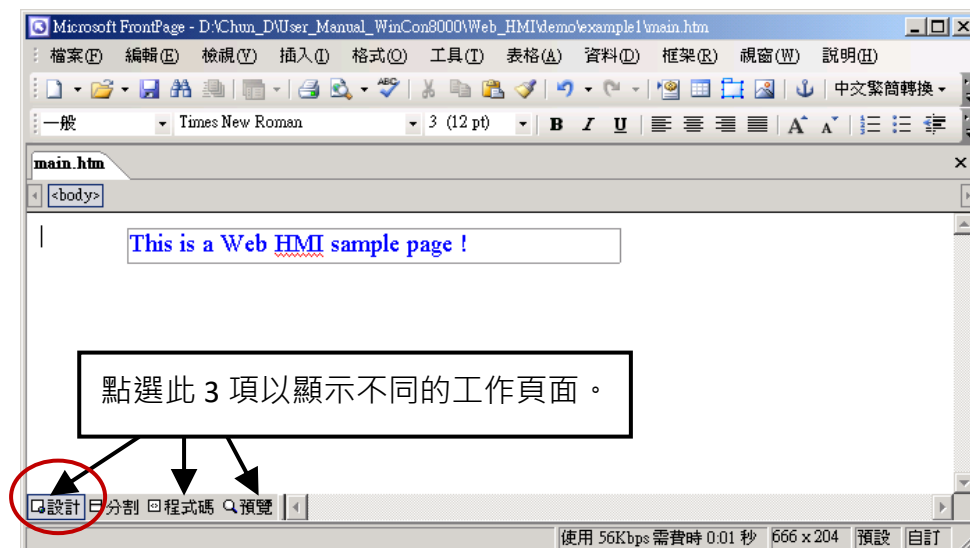 Microsoft FrontPage - D:\Chun_D\User_Manual_WinCon8000\Web_HMI\demo\example1\main.htm
檔案(F) 編輯(E) 檢視(V) 插入(I) 格式(O) 工具(T) 表格(A) 資料(D) 框架(R) 視窗(W) 說明(H)
中文繁簡轉換
一般 Times New Roman 3 (12 pt) B I U A A
main.htm
<body>
This is a Web HMI sample page !
點選此 3 項以顯示不同的工作頁面。
設計 分割 程式碼 預覽
使用 56Kbps 需費時 0:01 秒 666 x 204 預設 自訂